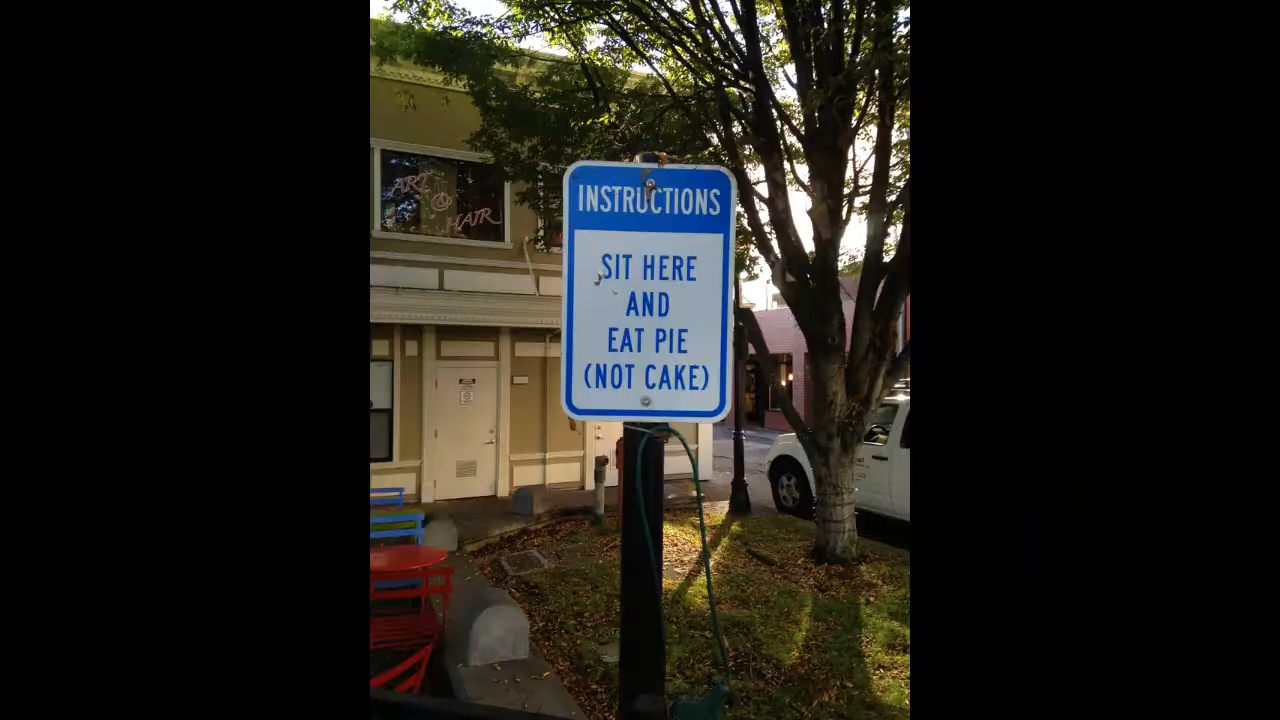 INSTRUCTIONS
SIT HERE
AND
EAT PIE
(NOT CAKE)
ART
@
HAIR